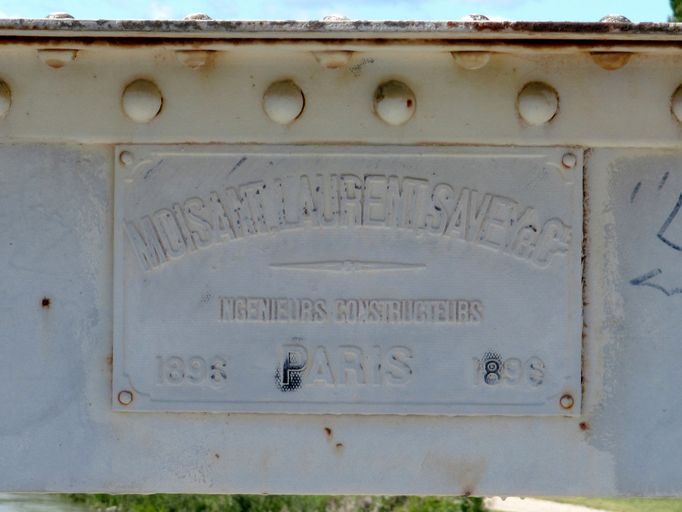 MOISANT, LAURENT, SAVEY & Cie
INGENIEURS CONSTRUCTEURS
1896 PARIS 1896